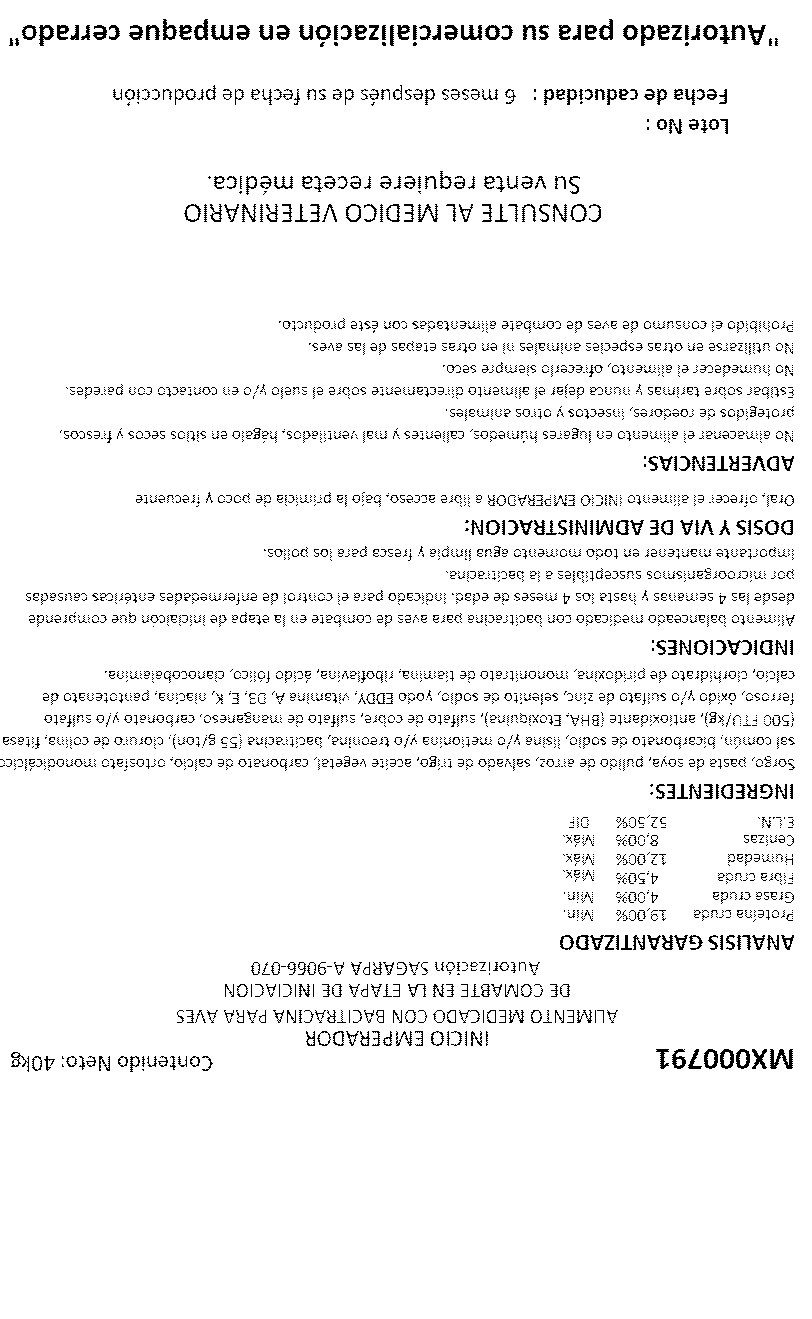 MX000791
Contenido Neto: 40kg
INICIO EMPERADOR
ALIMENTO MEDICADO CON BACITRACINA PARA AVES
DE COMABTE EN LA ETAPA DE INICIACION
Autorización SAGARPA A-9066-070
ANALISIS GARANTIZADO
Proteína cruda 19,00% Mín.
Grasa cruda 4,00% Mín.
Fibra cruda 4,50% Máx.
Humedad 12,00% Máx.
Cenizas 8,00% Máx.
E.L.N. 52,50% DIF
INGREDIENTES:
Sorgo, pasta de soya, pulido de arroz, salvado de trigo, aceite vegetal, carbonato de calcio, ortosfato monodicálcico
sal común, bicarbonato de sodio, lisina y/o metionina y/o treonina, bacitracina (55 g/ton), cloruro de colina, fitasa
(500 FTU/kg), antioxidante (BHA, Etoxiquina), sulfato de cobre, sulfato de manganeso, carbonato y/o sulfato
ferroso, óxido y/o sulfato de zinc, selenito de sodio, yodo EDDY, vitamina A, D3, E, K, niacina, pantotenato de
calcio, clorhidrato de piridoxina, mononitrato de tiamina, riboflavina, ácido fólico, cianocobalamina.
INDICACIONES:
Alimento balanceado medicado con bacitracina para aves de combate en la etapa de iniciaicón que comprende
desde las 4 semanas y hasta los 4 meses de edad. Indicado para el control de enfermedades entéricas causadas
por microorganismos susceptibles a la bacitracina.
Importante mantener en todo momento agua limpia y fresca para los pollos.
DOSIS Y VIA DE ADMINISTRACION:
Oral, ofrecer el alimento INICIO EMPERADOR a libre acceso, bajo la primicia de poco y frecuente
ADVERTENCIAS:
No almacenar el alimento en lugares húmedos, calientes y mal ventilados, hágalo en sitios secos y frescos,
protegidos de roedores, insectos y otros animales.
Estibar sobre tarimas y nunca dejar el alimento directamente sobre el suelo y/o en contacto con paredes.
No humedecer el alimento, ofrecerlo siempre seco.
No utilizarse en otras especies animales ni en otras etapas de las aves.
Prohibido el consumo de aves de combate alimentadas con éste producto.
CONSULTE AL MEDICO VETERINARIO
Su venta requiere receta médica.
Lote No :
Fecha de caducidad : 6 meses después de su fecha de producción
"Autorizado para su comercialización en empaque cerrado"